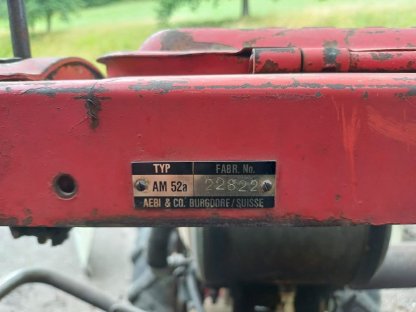 TYP FABR. No.
AM 52a 22822
AEBI & CO. BURGDORF/SUISSE